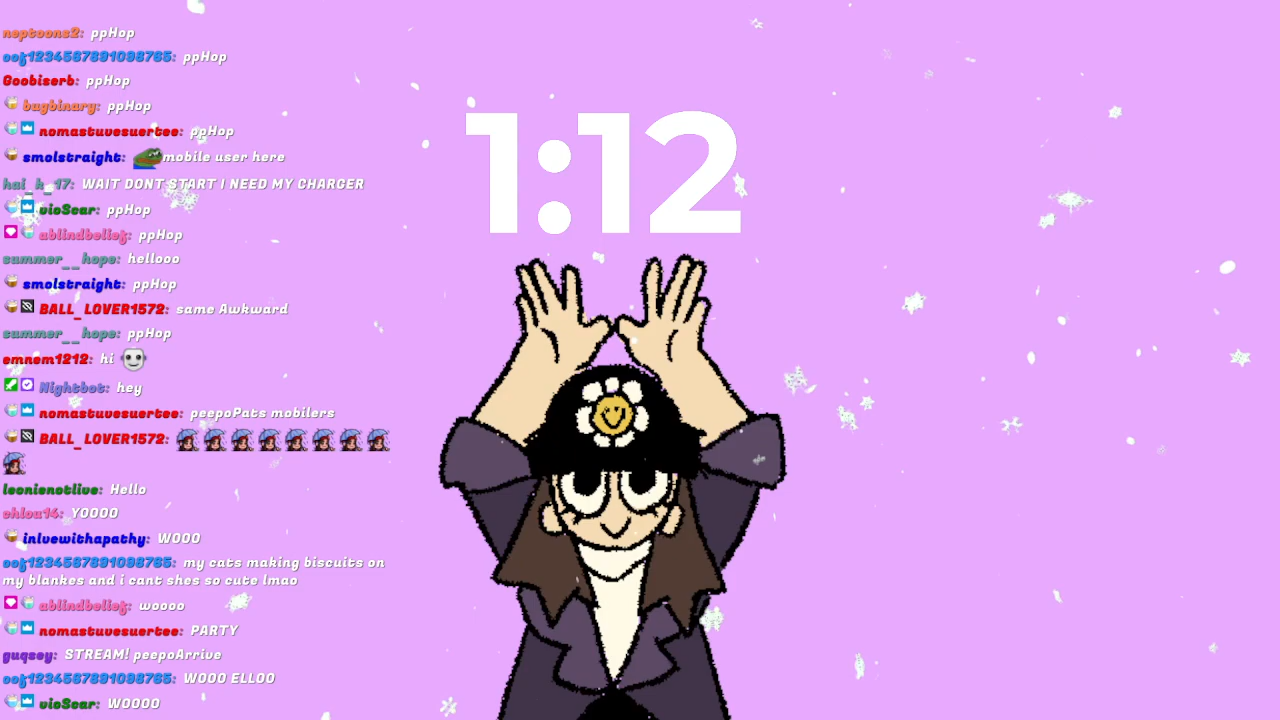 neptoons2: ppHop
oof1234567891098765: ppHop
Goobiserb: ppHop
bugbinary: ppHop
nomastuvesuertee: ppHop
smolstraight: mobile user here
hai_k_17: WAIT DONT START I NEED MY CHARGER
vioScar: ppHop
ablindbelief: ppHop
summer__hope: hellooo
smolstraight: ppHop
BALL_LOVER1572: same Awkward
summer__hope: ppHop
emnem1212: hi
Nightbot: hey
nomastuvesuertee: peepoPats mobilers
BALL_LOVER1572:
leonienotlive: Hello
chlou14: YOOOO
inlvewithapathy: WOOO
oof1234567891098765: my cats making biscuits on
my blankes and i cant shes so cute lmao
ablindbelief: woooo
nomastuvesuertee: PARTY
guqsey: STREAM! peepoArrive
oof1234567891098765: WOOO ELLOO
vioScar: WOOOO
1:12